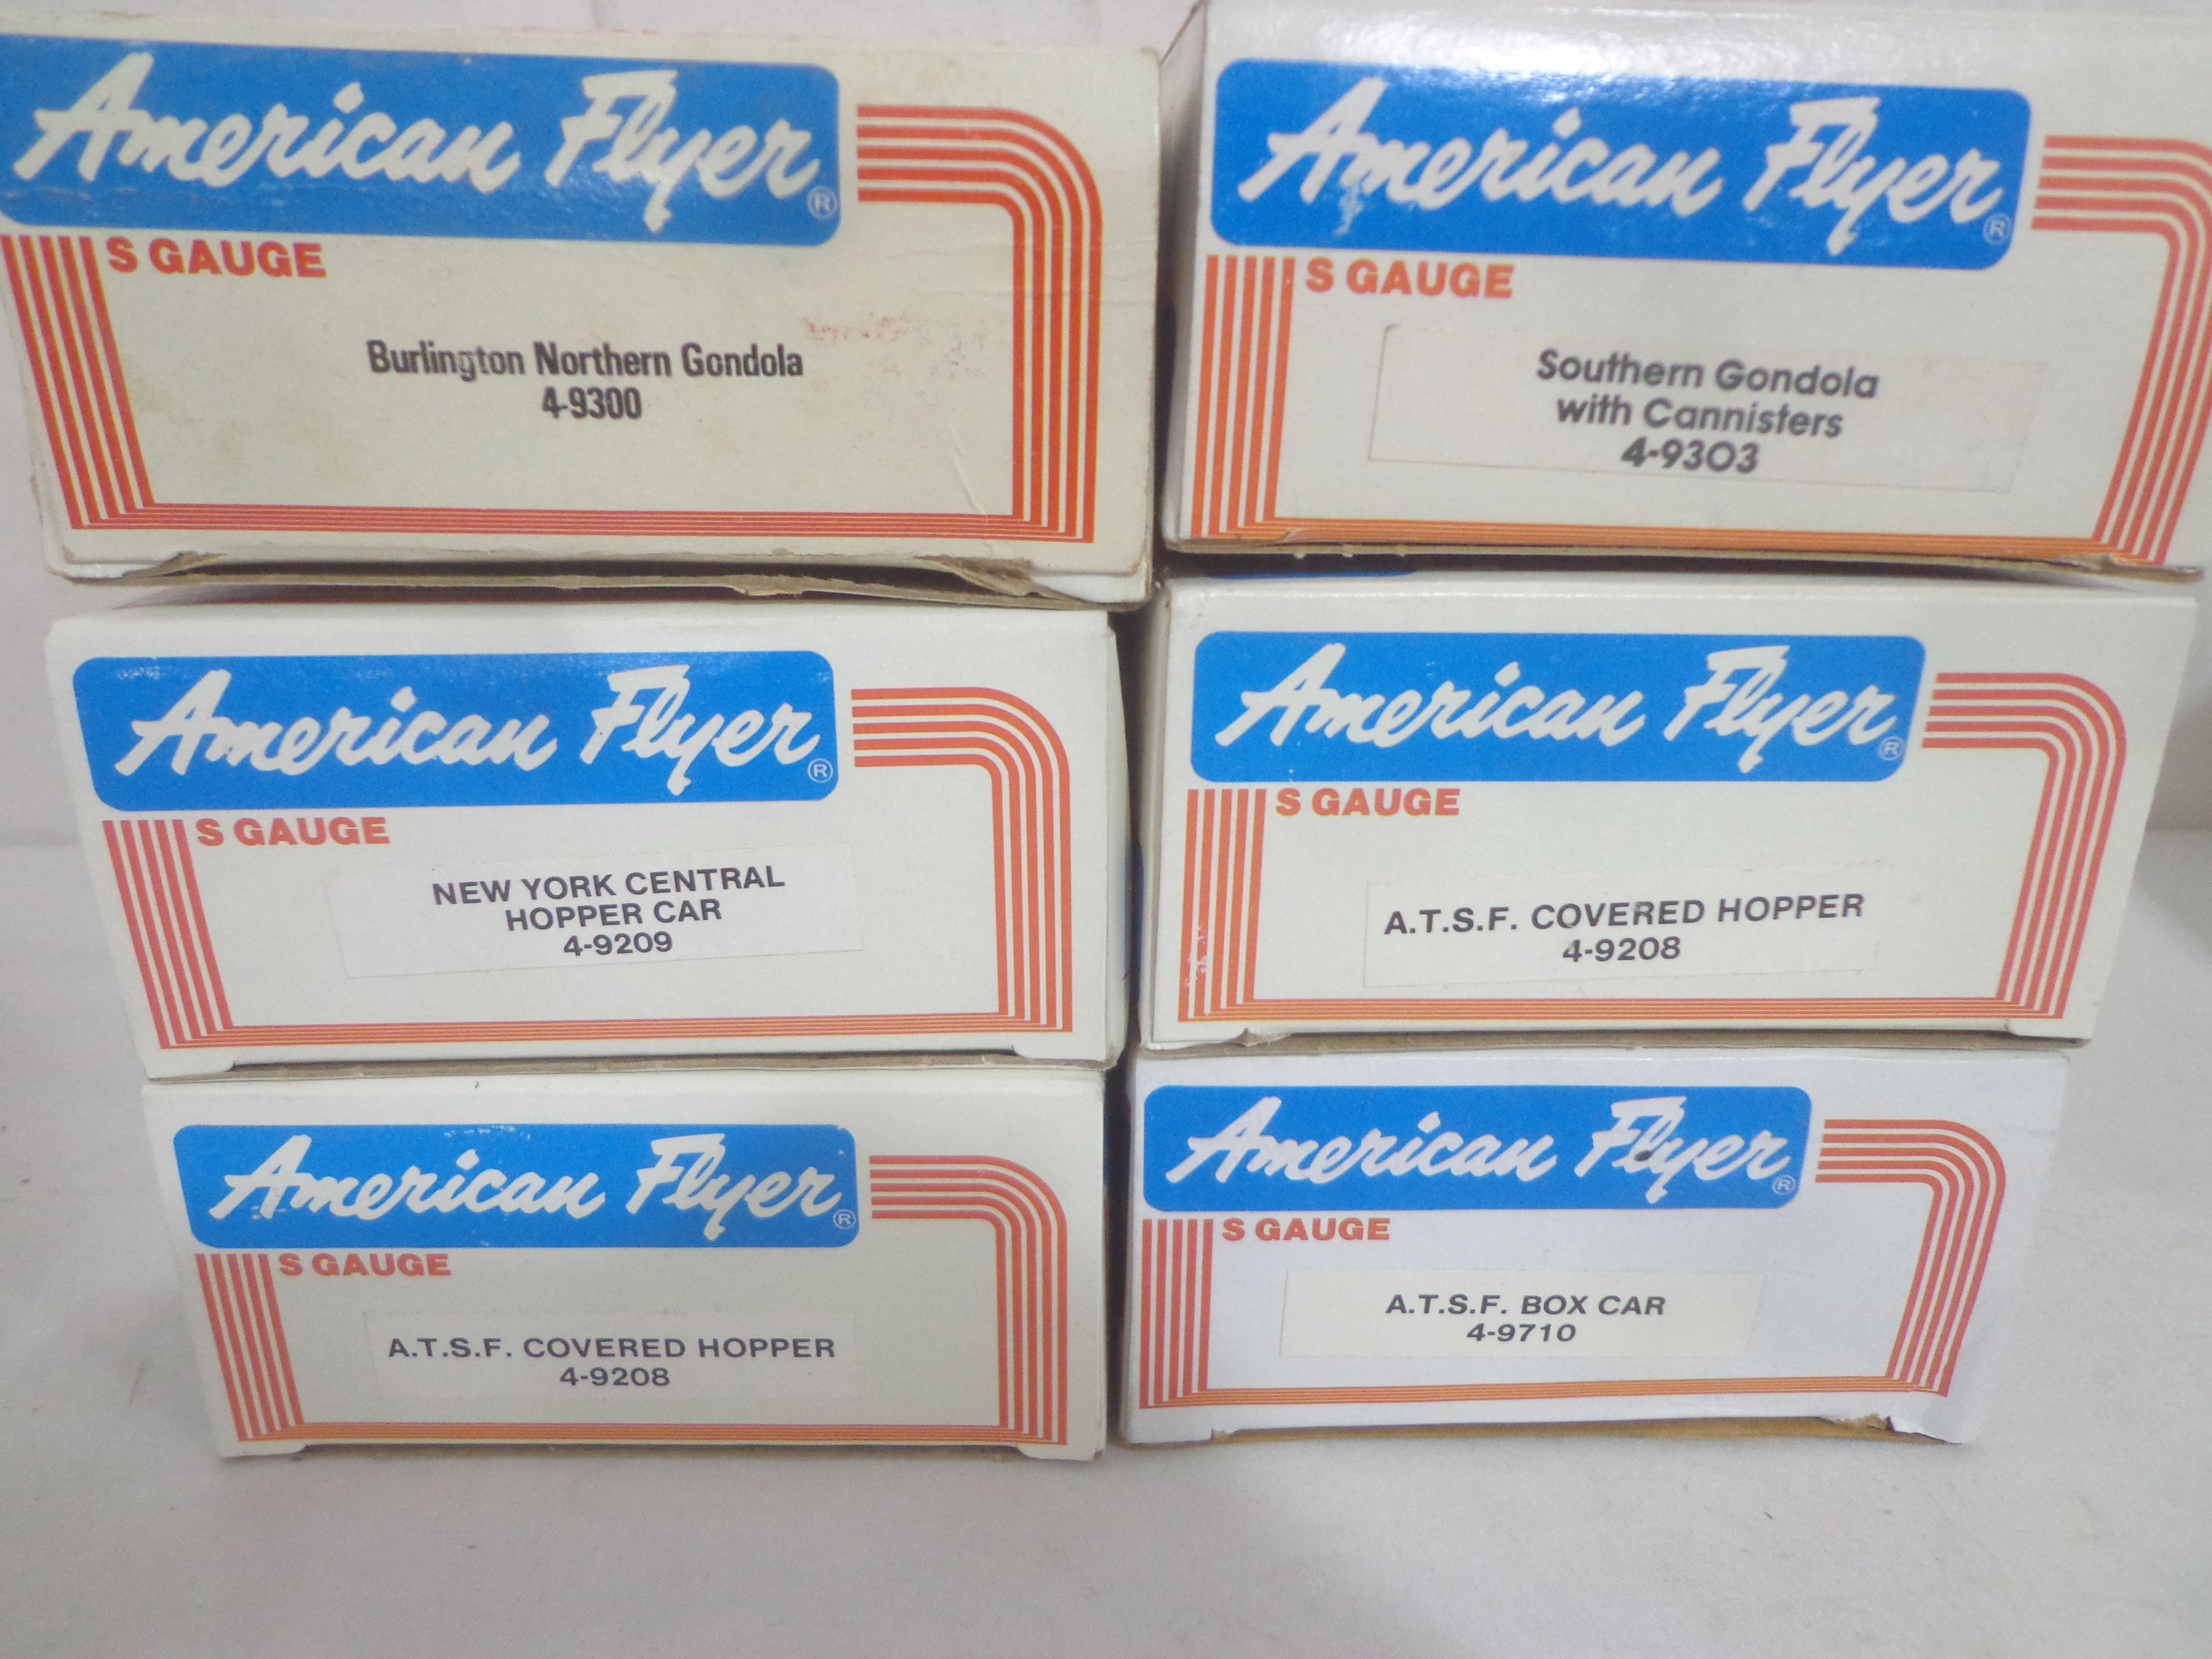 American Flyer®
S GAUGE
Burlington Northern Gondola
4-9300
American Flyer®
S GAUGE
Southern Gondola
with Cannisters
4-9303
American Flyer®
S GAUGE
NEW YORK CENTRAL
HOPPER CAR
4-9209
American Flyer®
S GAUGE
A.T.S.F. COVERED HOPPER
4-9208
American Flyer®
S GAUGE
A.T.S.F. COVERED HOPPER
4-9208
American Flyer®
S GAUGE
A.T.S.F. BOX CAR
4-9710